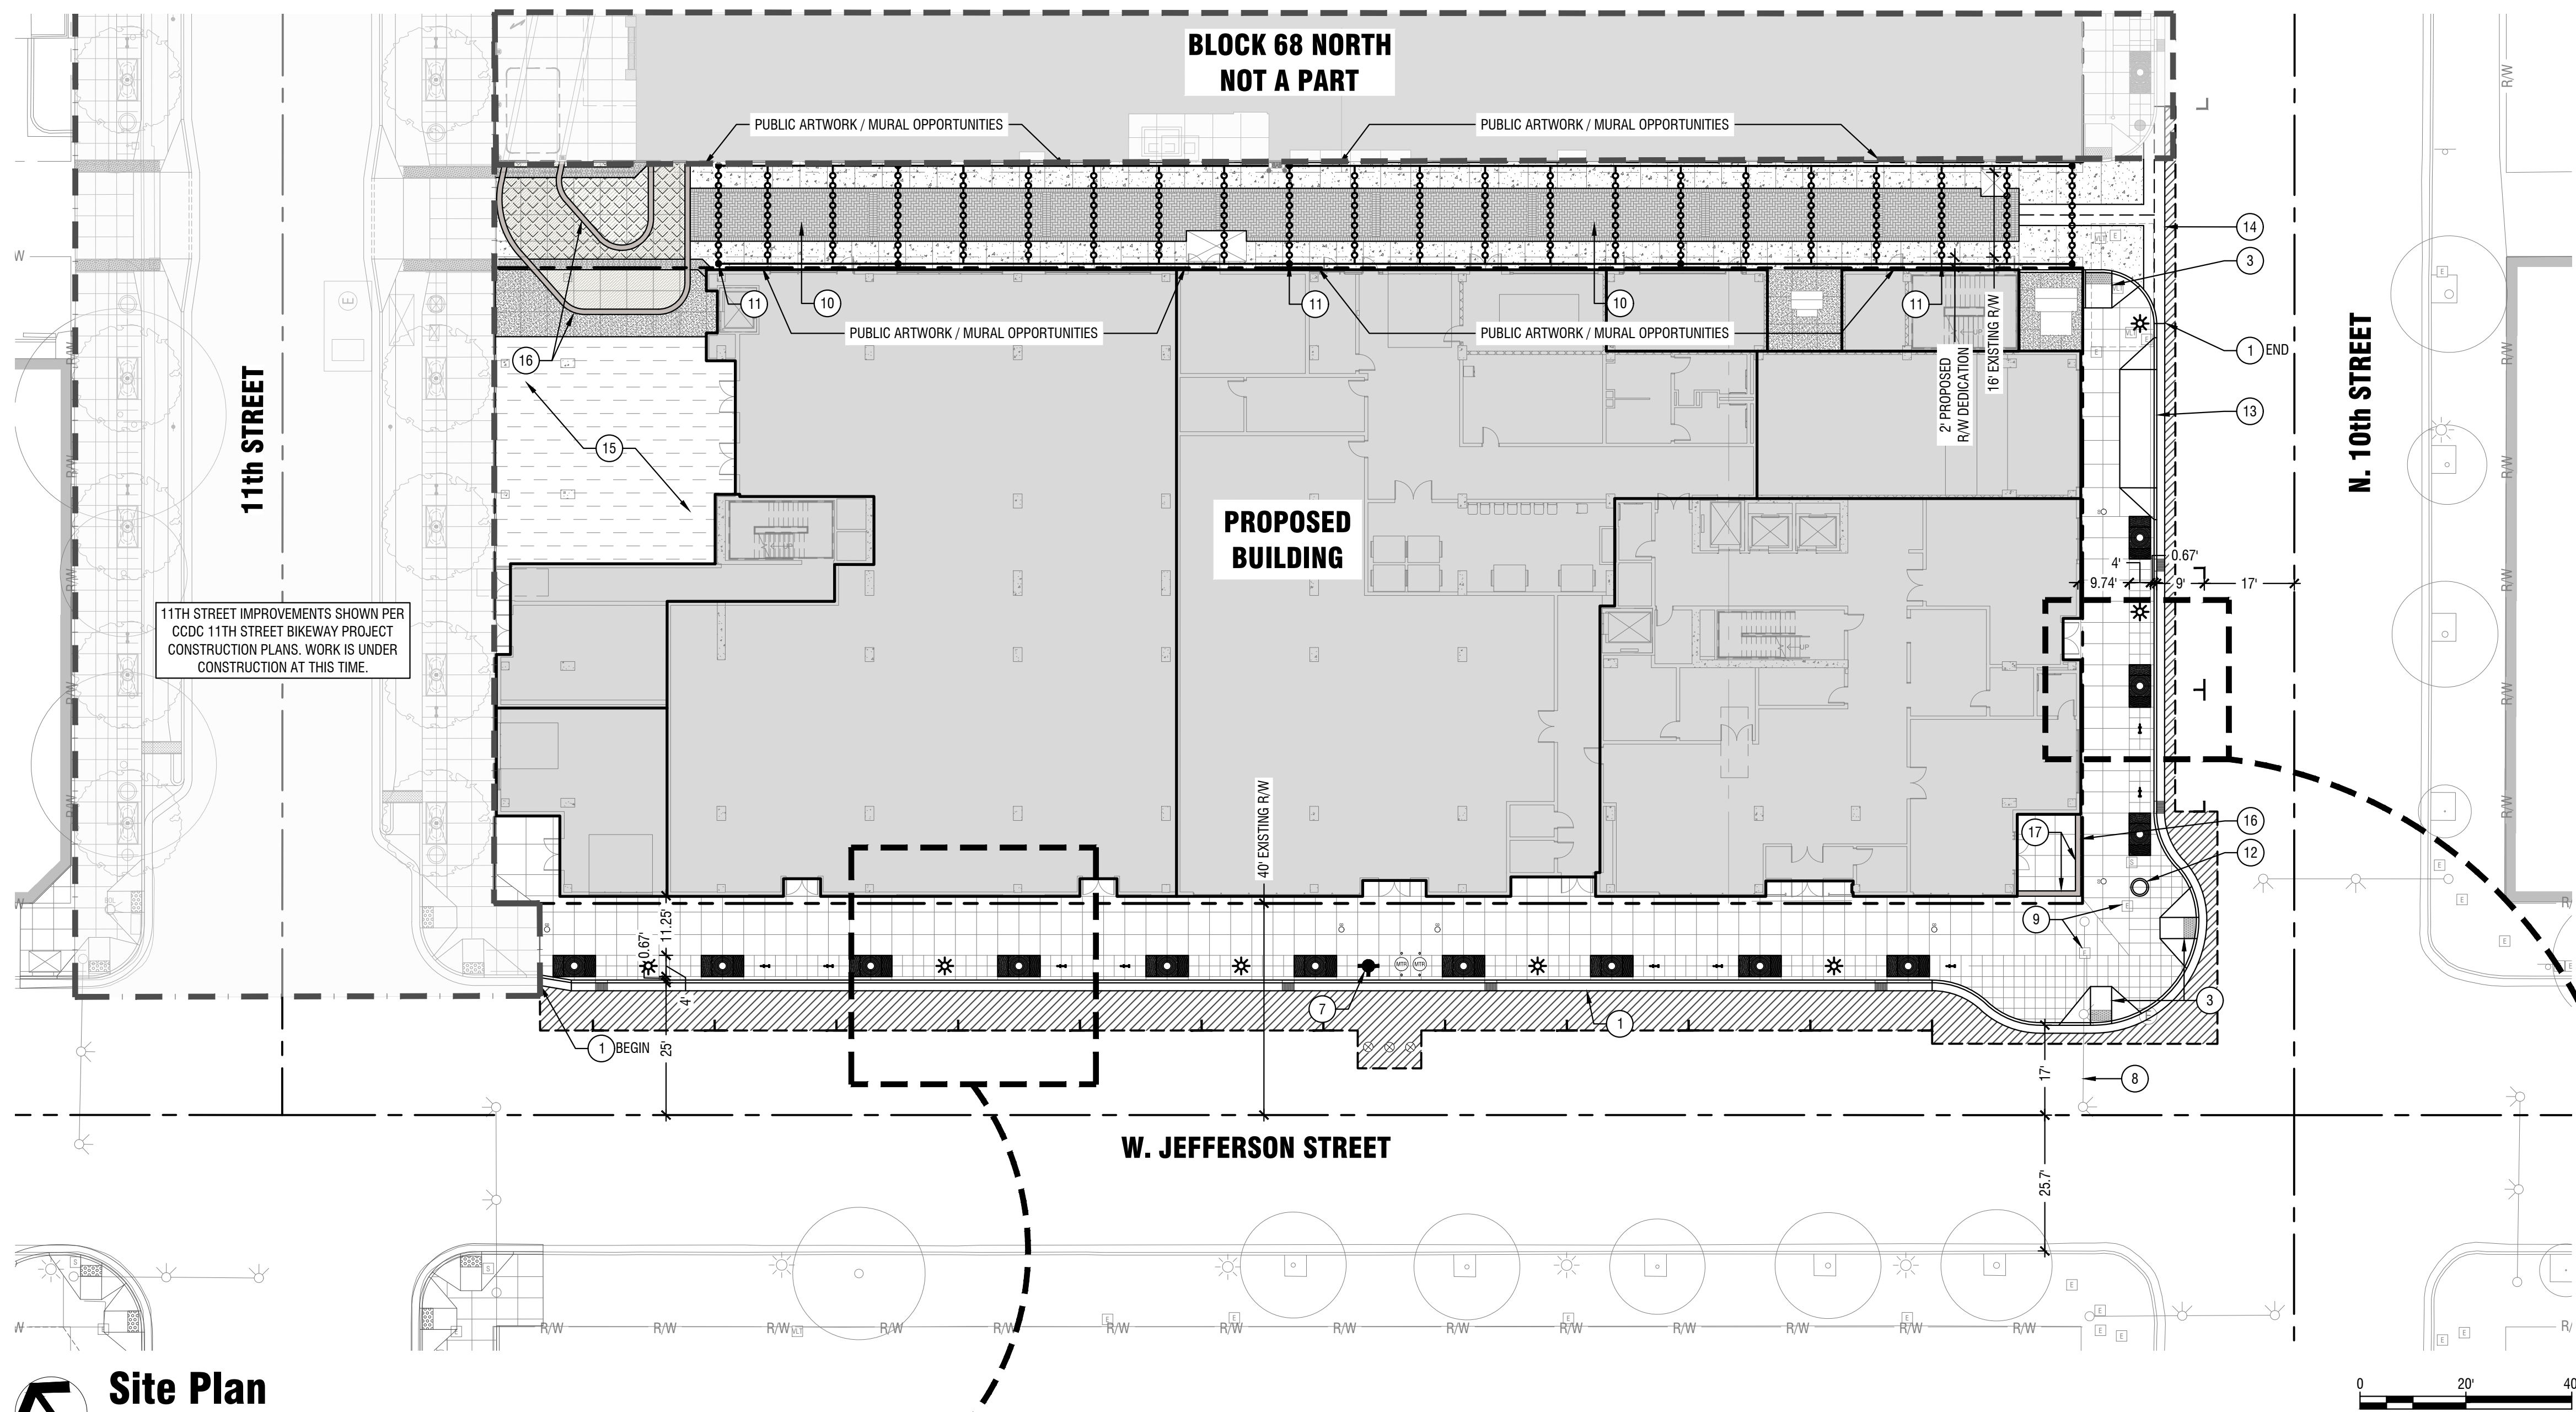 BLOCK 68 NORTH
NOT A PART
PUBLIC ARTWORK / MURAL OPPORTUNITIES
PUBLIC ARTWORK / MURAL OPPORTUNITIES
R/W
14
3
11
10
11
10
11
PUBLIC ARTWORK / MURAL OPPORTUNITIES
PUBLIC ARTWORK / MURAL OPPORTUNITIES
16
1 END
2' PROPOSED
R/W DEDICATION
16' EXISTING R/W
13
11th STREET
N. 10th STREET
15
PROPOSED
BUILDING
UP
4'
0.67'
9.74'
9'
17'
11TH STREET IMPROVEMENTS SHOWN PER
CCDC 11TH STREET BIKEWAY PROJECT
CONSTRUCTION PLANS. WORK IS UNDER
CONSTRUCTION AT THIS TIME.
UP
40' EXISTING R/W
17
16
12
9
0.67'
11.25'
4'
25'
MTR
MTR
7
1
3
1 BEGIN
17'
8
W. JEFFERSON STREET
25.7'
R/W
R/W
R/W
R/W
R/W
R/W
R/W
R/W
R/W
R/W
R/W
R/W
R/W
R/W
Site Plan
0
20'
40